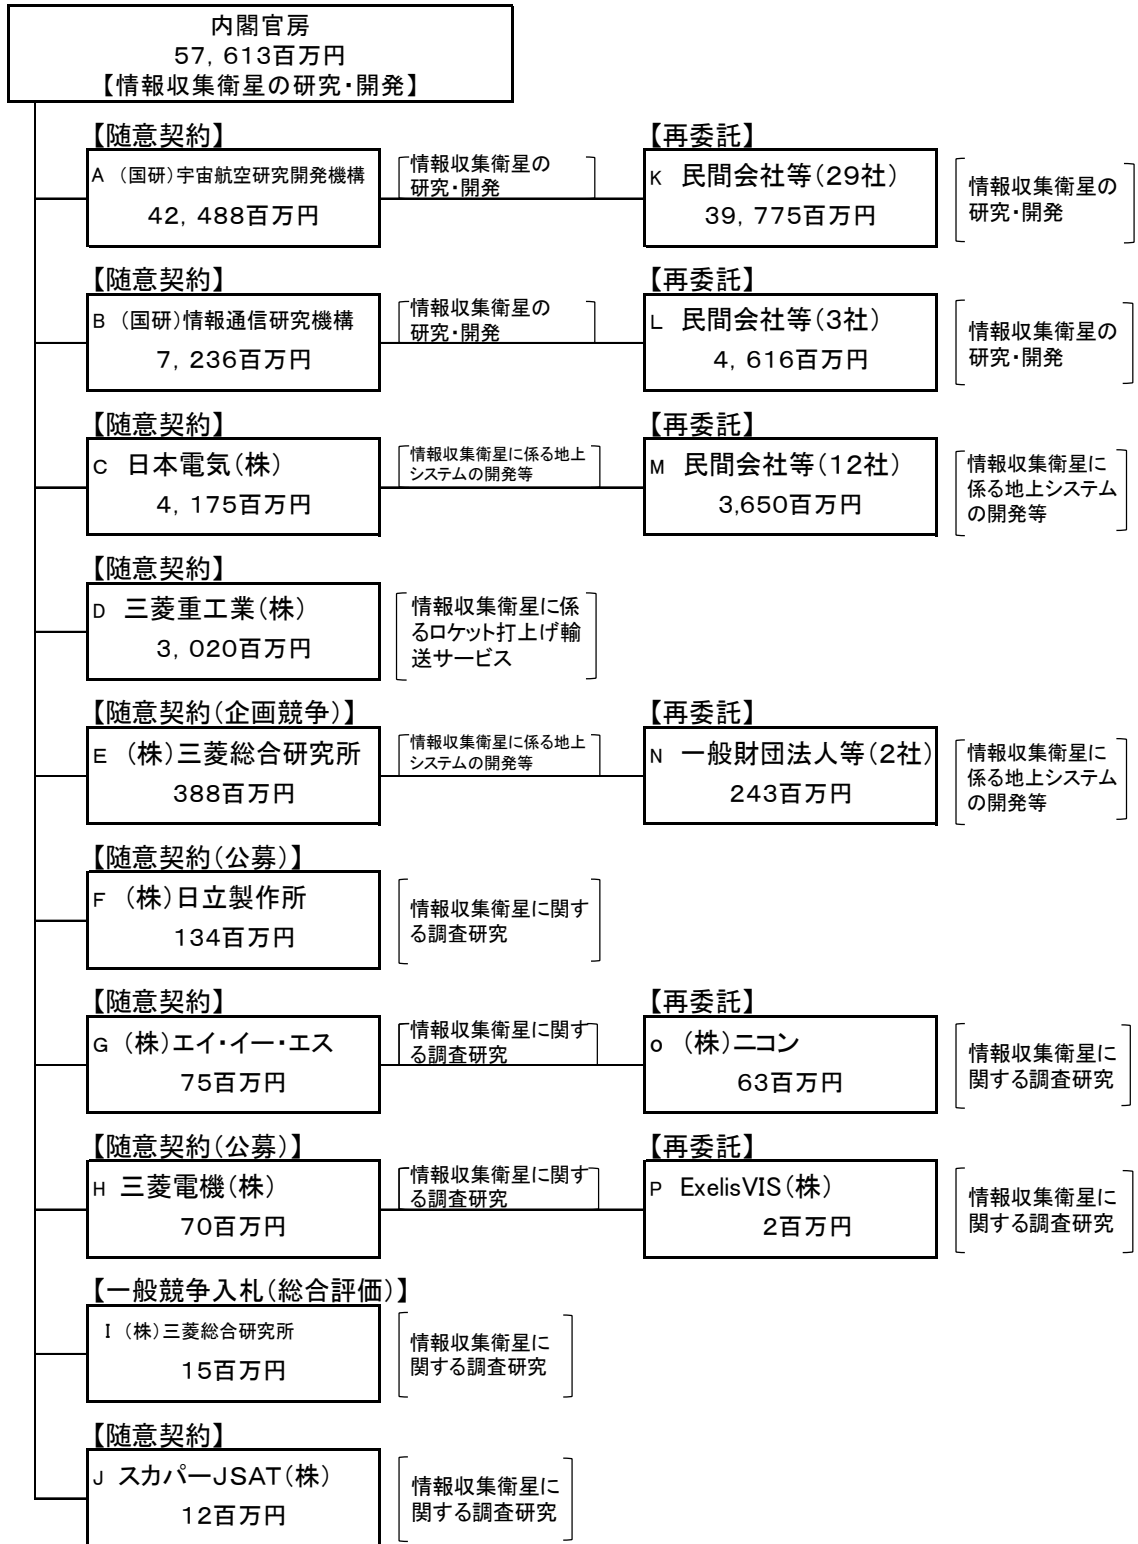 内閣官房
57，613百万円
【情報収集衛星の研究・開発】
【随意契約】
A （国研）宇宙航空研究開発機構
42，488百万円
情報収集衛星の
研究・開発
【再委託】
K 民間会社等（29社）
39，775百万円
情報収集衛星の
研究・開発
【随意契約】
B （国研）情報通信研究機構
7，236百万円
情報収集衛星の
研究・開発
【再委託】
L 民間会社等（3社）
4，616百万円
情報収集衛星の
研究・開発
【随意契約】
C 日本電気（株）
4，175百万円
情報収集衛星に係る地上
システムの開発等
【再委託】
M 民間会社等（12社）
3,650百万円
情報収集衛星に
係る地上システム
の開発等
【随意契約】
D 三菱重工業（株）
3，020百万円
情報収集衛星に係
るロケット打上げ輸
送サービス
【随意契約（企画競争）】
E （株）三菱総合研究所
388百万円
情報収集衛星に係る地上
システムの開発等
【再委託】
N 一般財団法人等（2社）
243百万円
情報収集衛星に
係る地上システム
の開発等
【随意契約（公募）】
F （株）日立製作所
134百万円
情報収集衛星に関す
る調査研究
【随意契約】
G （株）エイ・イー・エス
75百万円
情報収集衛星に関す
る調査研究
【再委託】
o （株）ニコン
63百万円
情報収集衛星に
関する調査研究
【随意契約（公募）】
H 三菱電機（株）
70百万円
情報収集衛星に関す
る調査研究
【再委託】
P ExelisVIS（株）
2百万円
情報収集衛星に
関する調査研究
【一般競争入札（総合評価）】
I （株）三菱総合研究所
15百万円
情報収集衛星に
関する調査研究
【随意契約】
J スカパーJSAT（株）
12百万円
情報収集衛星に
関する調査研究